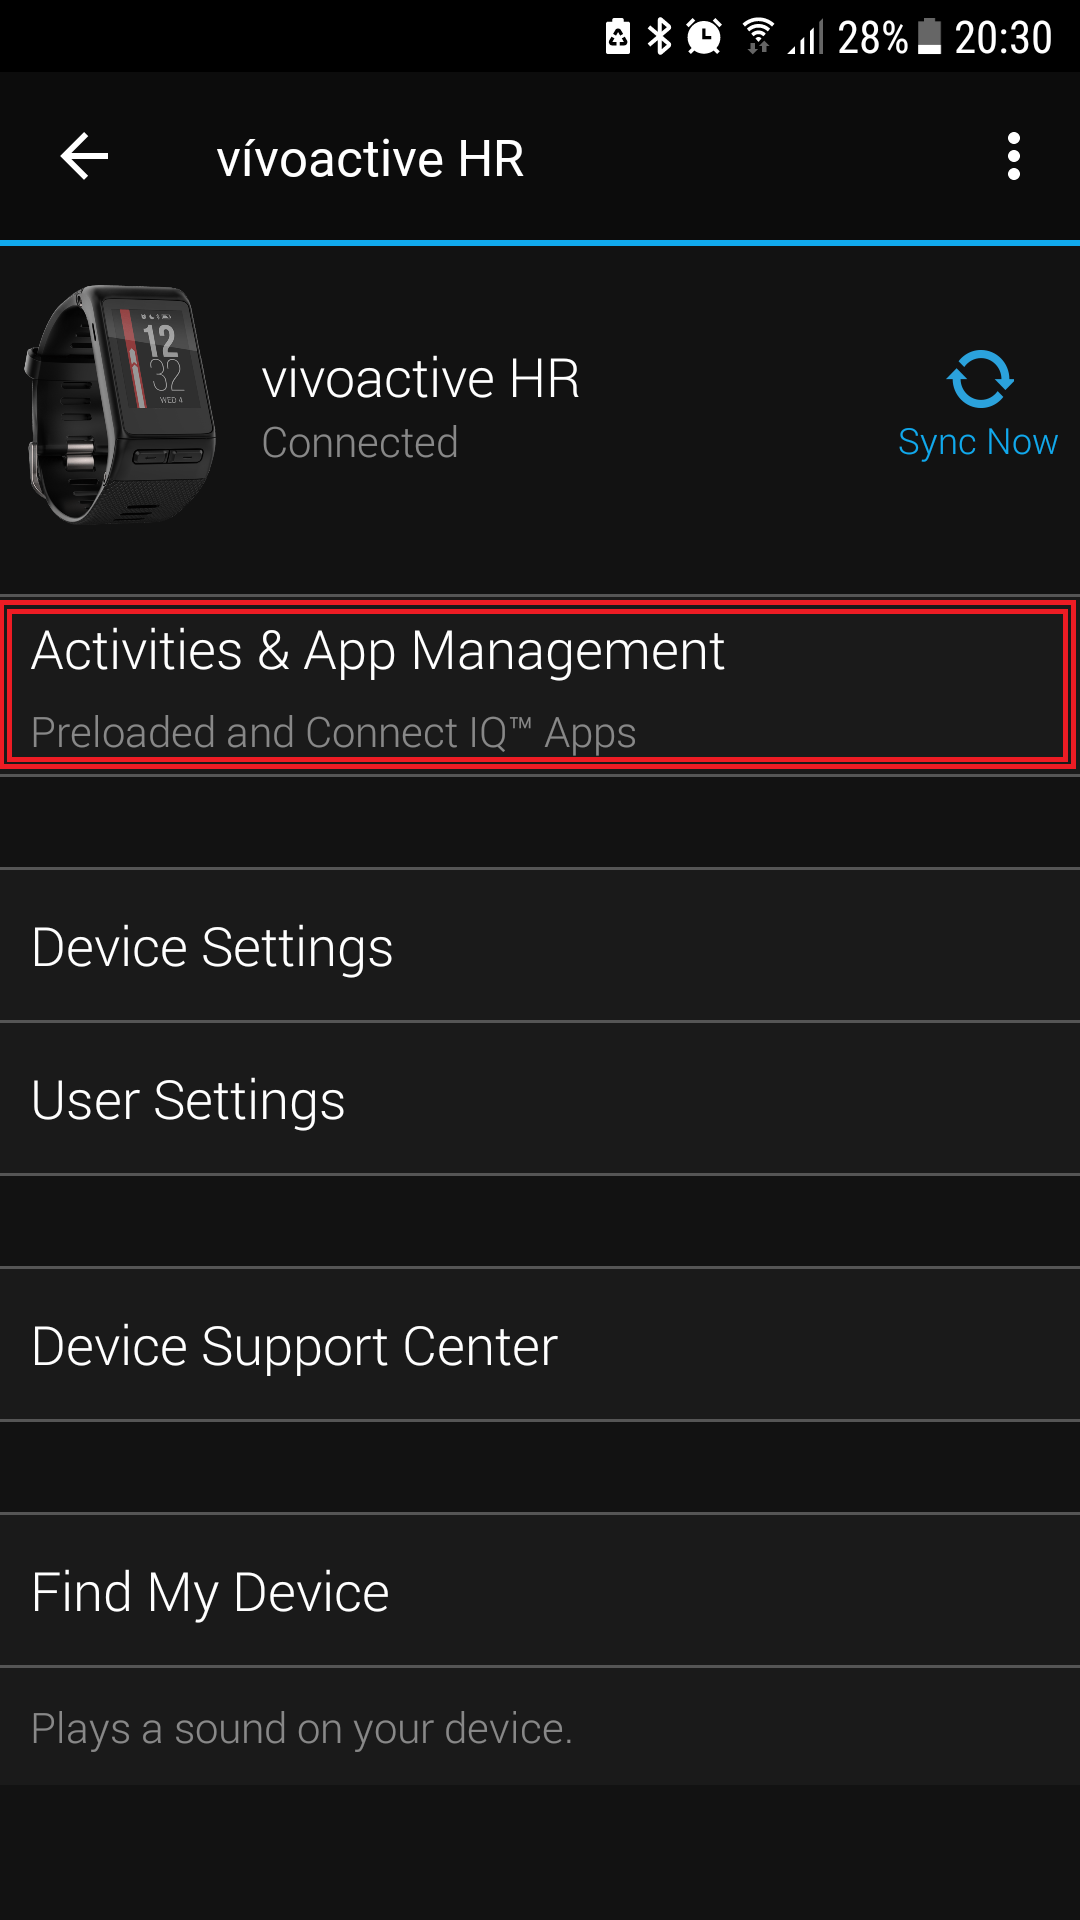 28% 20:30
vívoactive HR
12
32
WED 4
vivoactive HR
Connected
Sync Now
Activities & App Management
Preloaded and Connect IQ™ Apps
Device Settings
User Settings
Device Support Center
Find My Device
Plays a sound on your device.